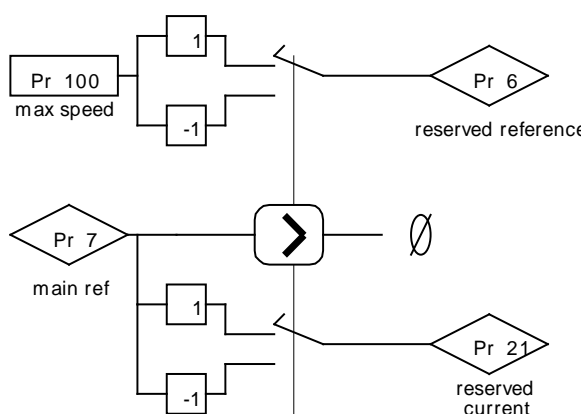 1
Pr 100
Pr 6
max speed
-1
reserved reference
Pr 7
>
Ø
main ref
1
Pr 21
-1
reserved
current